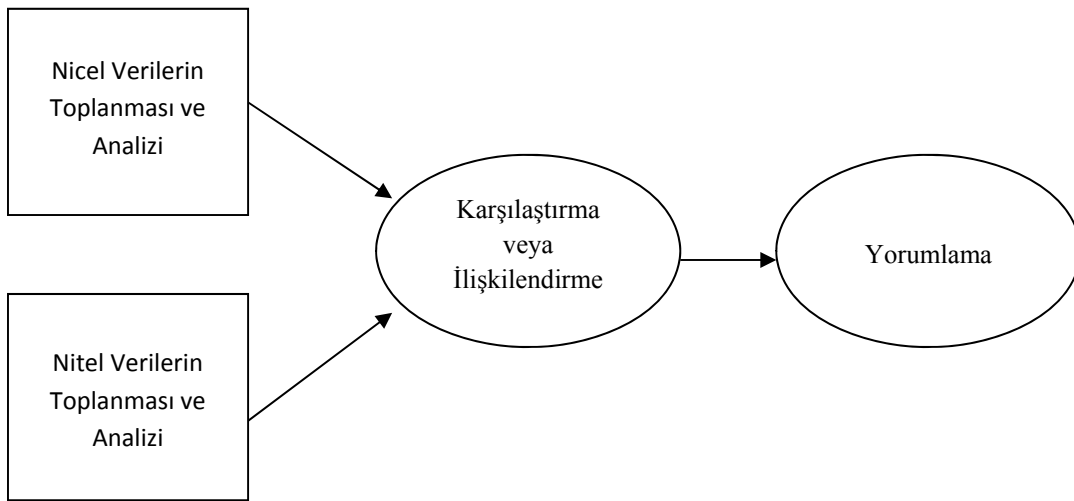 Nicel Verilerin
Toplanması ve
Analizi
Nitel Verilerin
Toplanması ve
Analizi
Karşılaştırma
veya
İlişkilendirme
Yorumlama